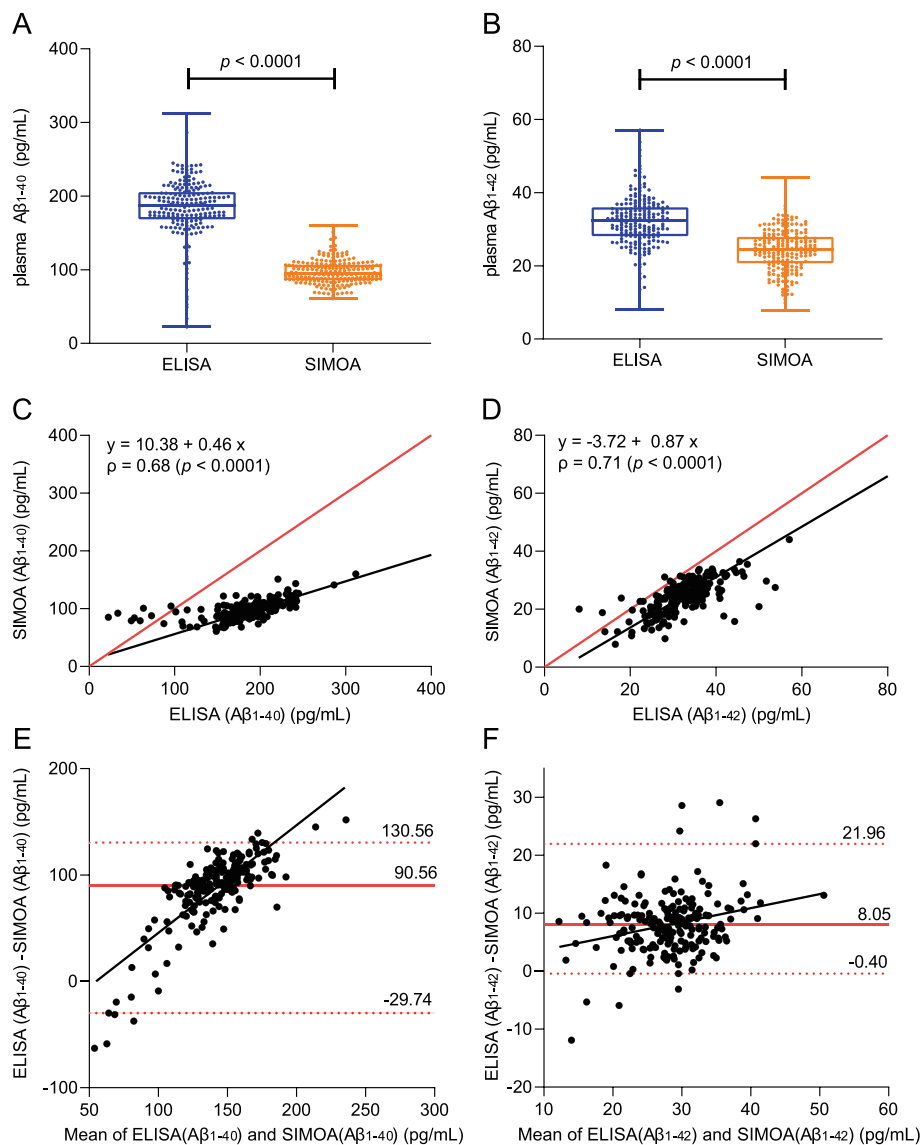 A
plasma Aβ1-40 (pg/mL)
400
300
200
100
0
p < 0.0001
ELISA
SIMOA
B
plasma Aβ1-42 (pg/mL)
80
60
40
20
0
p < 0.0001
ELISA
SIMOA
C
SIMOA (Aβ1-40) (pg/mL)
400
300
200
100
0
y = 10.38 + 0.46 x
ρ = 0.68 (p < 0.0001)
0 100 200 300 400
ELISA (Aβ1-40) (pg/mL)
D
SIMOA (Aβ1-42) (pg/mL)
80
60
40
20
0
y = -3.72 + 0.87 x
ρ = 0.71 (p < 0.0001)
0 20 40 60 80
ELISA (Aβ1-42) (pg/mL)
E
ELISA (Aβ1-40) -SIMOA (Aβ1-40) (pg/mL)
200
100
0
-100
130.56
90.56
-29.74
50 100 150 200 250 300
Mean of ELISA(Aβ1-40) and SIMOA(Aβ1-40) (pg/mL)
F
ELISA (Aβ1-42) -SIMOA (Aβ1-42) (pg/mL)
30
20
10
0
-10
-20
21.96
8.05
-0.40
10 20 30 40 50 60
Mean of ELISA(Aβ1-42) and SIMOA(Aβ1-42) (pg/mL)